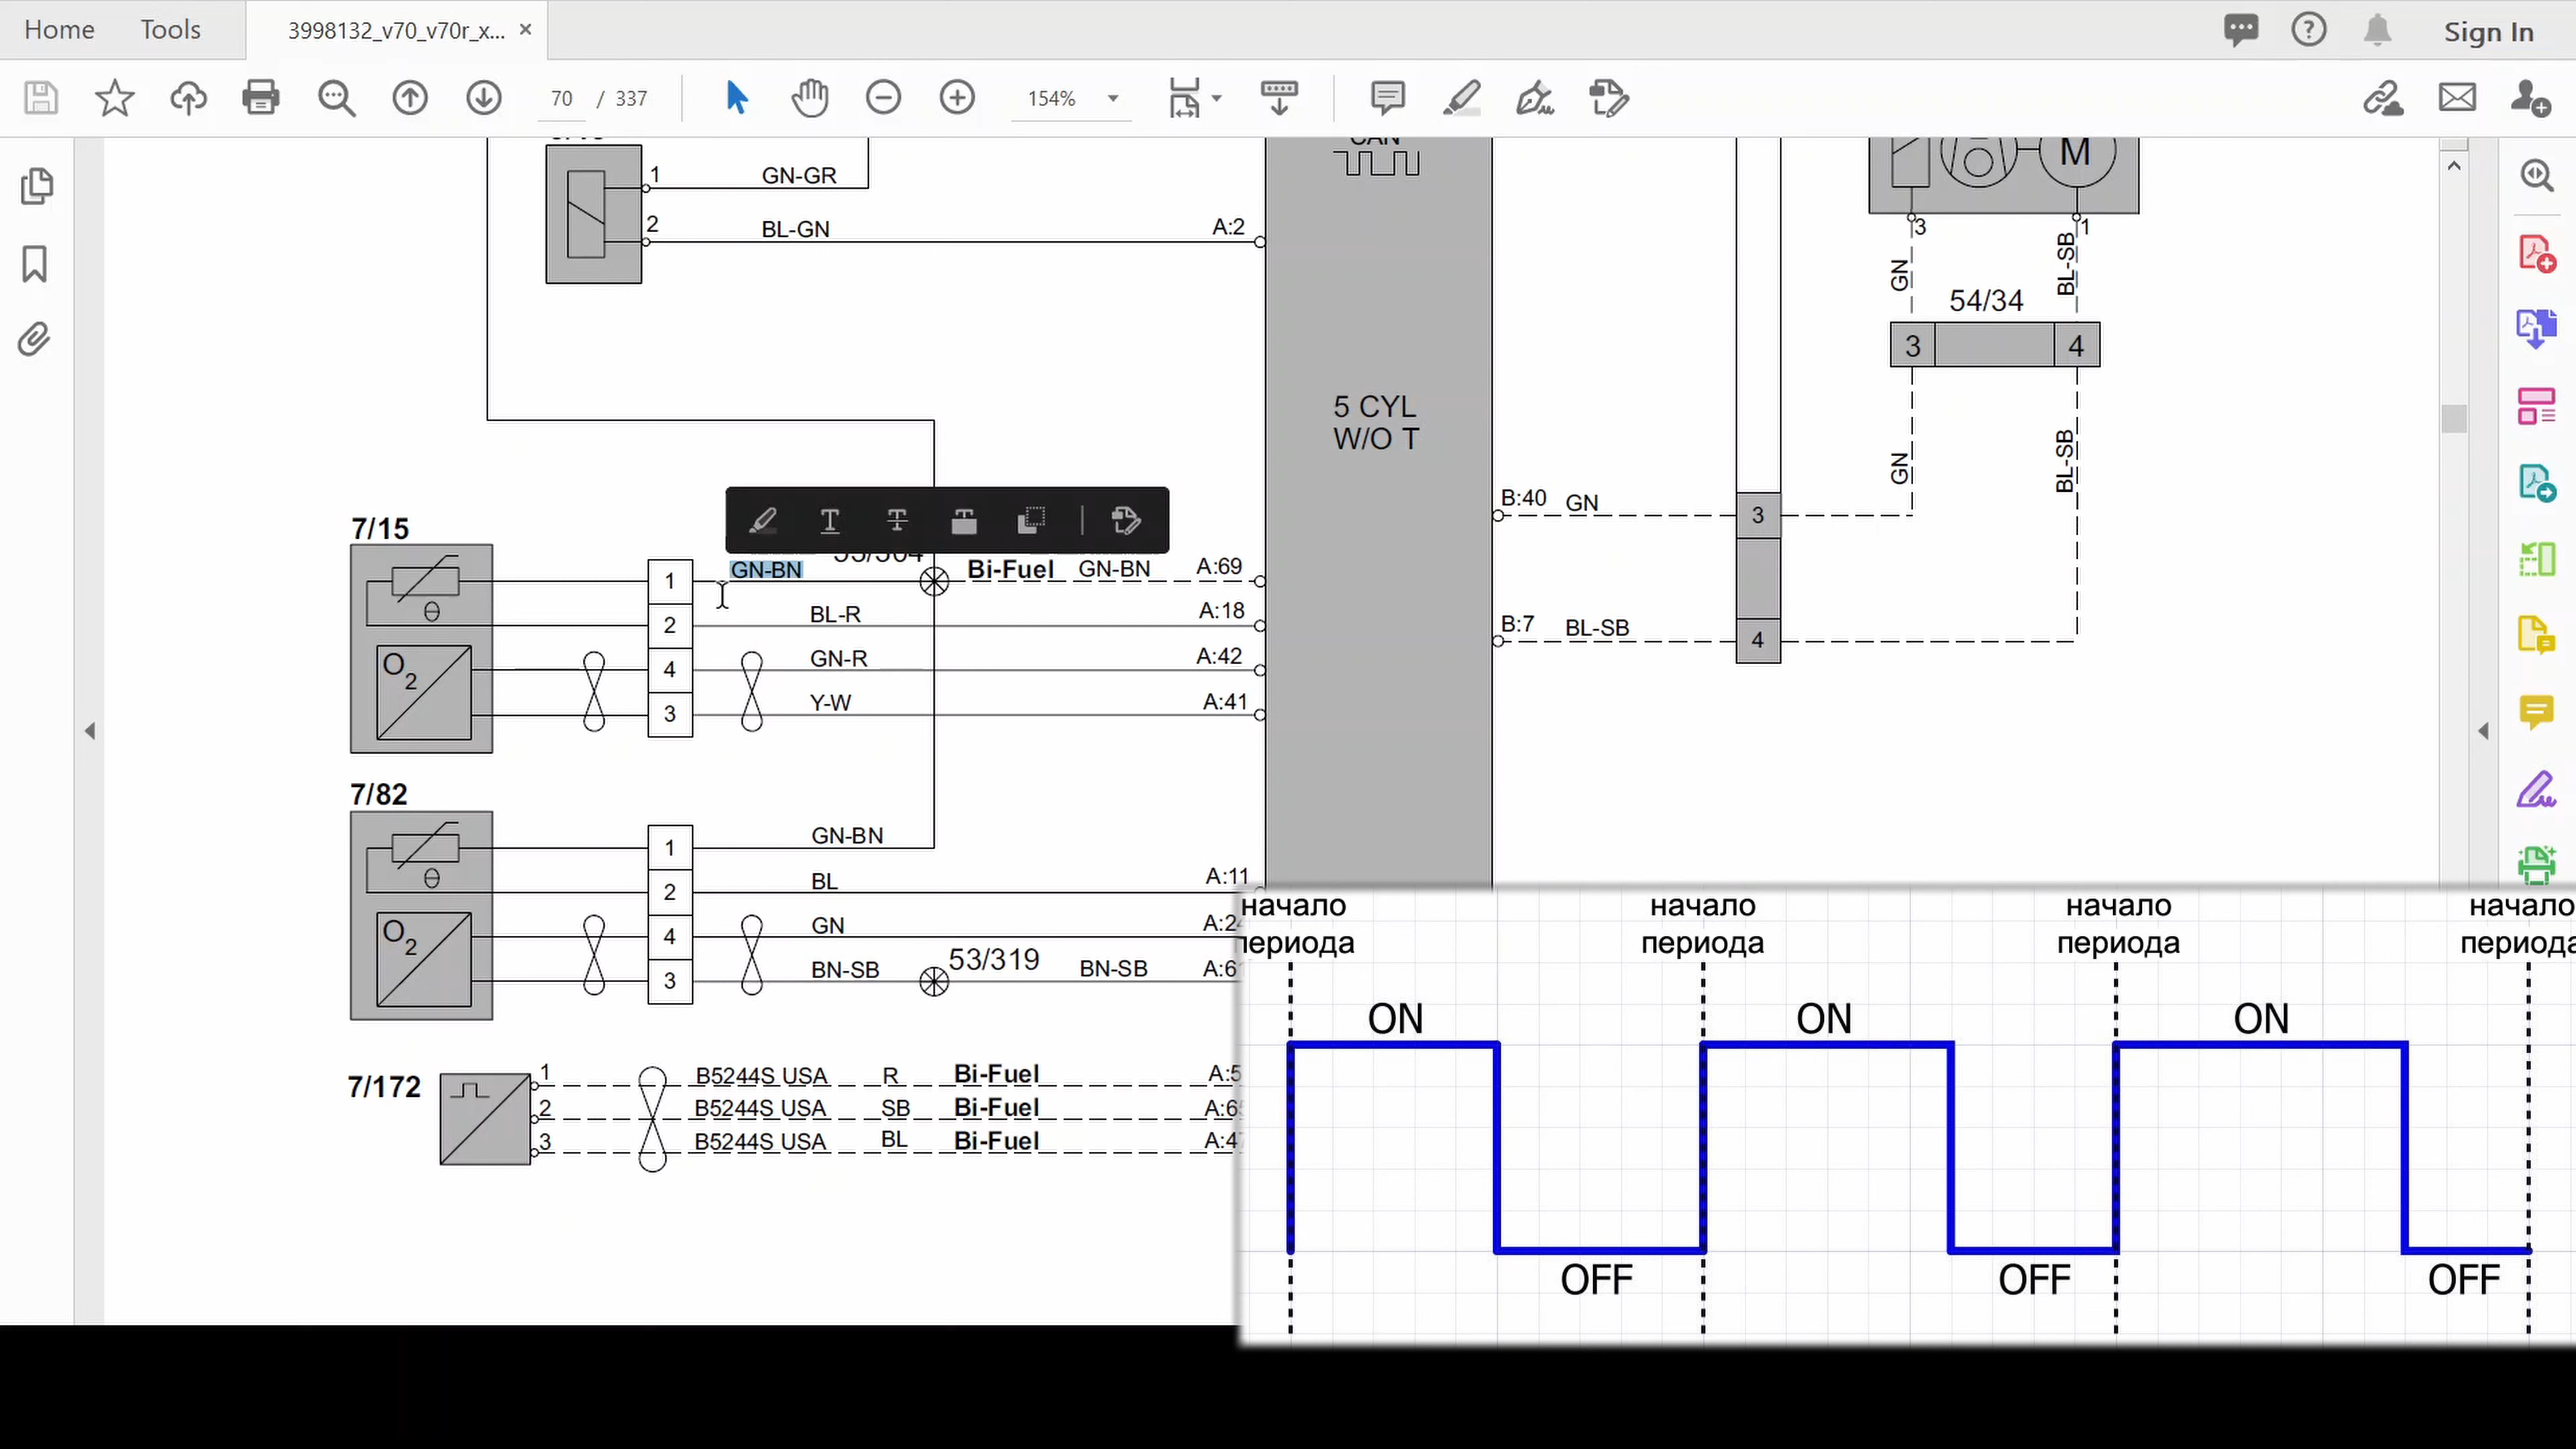 Home
Tools
3998132_v70_v70r_x...
Sign In
70 / 337
154%
1
GN-GR
2
BL-GN
A:2
CAN
M
3
1
GN
BL-SB
54/34
3
4
5 CYL
W/O T
GN
BL-SB
B:40
GN
3
B:7
BL-SB
4
7/15
GN-BN
Bi-Fuel
GN-BN
A:69
1
θ
2
BL-R
A:18
O2
4
GN-R
A:42
3
Y-W
A:41
7/82
1
GN-BN
θ
2
BL
A:11
O2
4
GN
3
BN-SB
53/319
BN-SB
7/172
1
B5244S USA
R
Bi-Fuel
2
B5244S USA
SB
Bi-Fuel
3
B5244S USA
BL
Bi-Fuel
начало
начало
начало
начало
периода
периода
ON
ON
ON
OFF
OFF
OFF